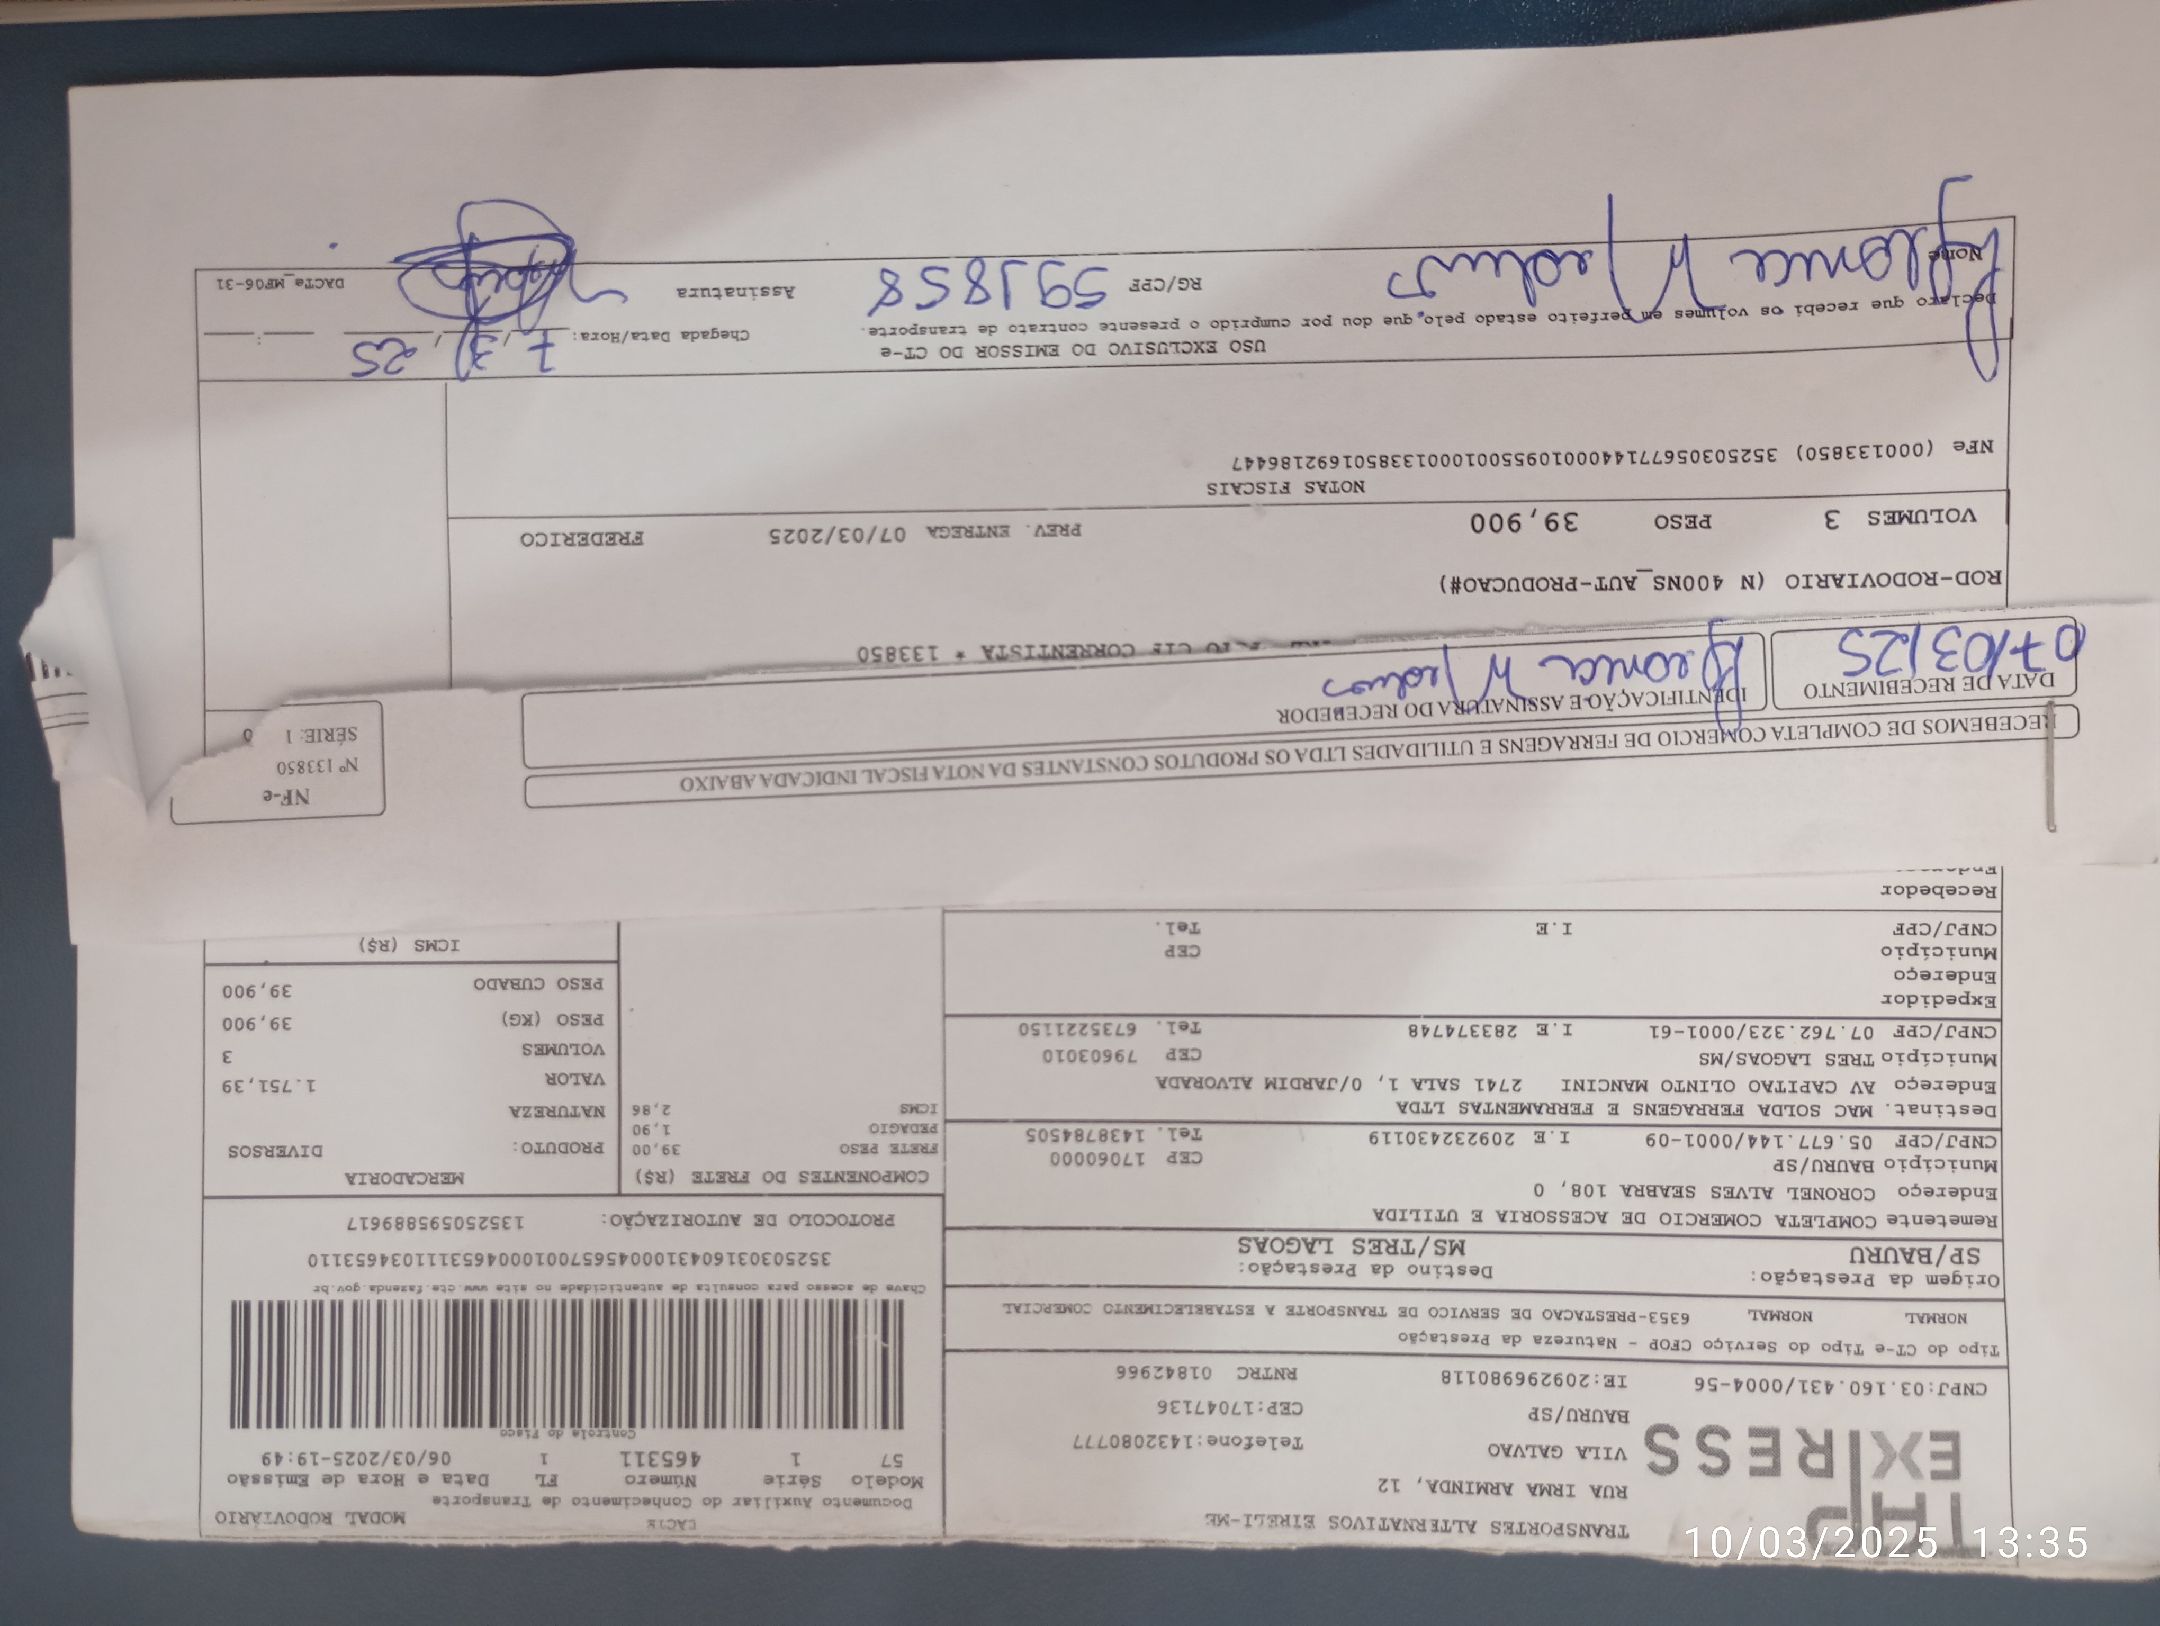 TRANSPORTES ALTERNATIVOS EIRELI-ME
RUA IRMA ARMINDA, 12
VILA GALVAO Telefone:1432080777
BAURU/SP CEP:17047136
CNPJ:03.160.431/0004-56 IE:209296980118 RNTRC 01842966
DACTE MODAL RODOVIÁRIO
Documento Auxiliar do Conhecimento de Transporte
Modelo Série Número FL Data e Hora de Emissão
57 1 465311 1 06/03/2025-19:49
Controle do Fisco
Chave de acesso para consulta de autenticidade no site www.cte.fazenda.gov.br
PROTOCOLO DE AUTORIZAÇÃO: 135250595889617
Tipo do CT-e Tipo do Serviço CFOP - Natureza da Prestação
NORMAL NORMAL 6353-PRESTACAO DE SERVICO DE TRANSPORTE A ESTABELECIMENTO COMERCIAL
Origem da Prestação: Destino da Prestação:
SP/BAURU MS/TRES LAGOAS
Remetente COMPLETA COMERCIO DE ACESSORIA E UTILIDA
Endereço CORONEL ALVES SEABRA 108, 0
Município BAURU/SP CEP 17060000
CNPJ/CPF 05.677.144/0001-09 I.E 209232430119 Tel. 1438784505
Destinat. MAC SOLDA FERRAGENS E FERRAMENTAS LTDA
Endereço AV CAPITAO OLINTO MANCINI 2741 SALA 1, 0/JARDIM ALVORADA
Município TRES LAGOAS/MS CEP 79603010
CNPJ/CPF 07.762.323/0001-61 I.E 283374748 Tel. 6735221150
Expedidor
Endereço
Município CEP
CNPJ/CPF I.E Tel.
Recebedor
COMPONENTES DO FRETE (R$)
FRETE PESO 39,00
PEDAGIO 1,90
ICMS 2,86
MERCADORIA
PRODUTO: DIVERSOS
NATUREZA
VALOR 1.751,39
VOLUMES 3
PESO (KG) 39,900
PESO CUBADO 39,900
ICMS (R$)
RECEBEMOS DE COMPLETA COMERCIO DE FERRAGENS E UTILIDADES LTDA OS PRODUTOS CONSTANTES DA NOTA FISCAL INDICADA ABAIXO
DATA DE RECEBIMENTO IDENTIFICAÇÃO E ASSINATURA DO RECEBEDOR
07/03/25
NF-e
Nº 133850
SÉRIE: 1
CIF CORRENTISTA * 133850
ROD-RODOVIARIO (N 400NS_AUT-PRODUCAO#)
VOLUMES 3 PESO 39,900 PREV. ENTREGA 07/03/2025 FREDERICO
NOTAS FISCAIS
NFe (000133850)
USO EXCLUSIVO DO EMISSOR DO CT-e
Declaro que recebi os volumes em perfeito estado pelo que dou por cumprido o presente contrato de transporte.
Chegada Data/Hora: 7/3/25
Nome RG/CPF 591858 Assinatura
DACTe_MF06-31
10/03/2025 13:35